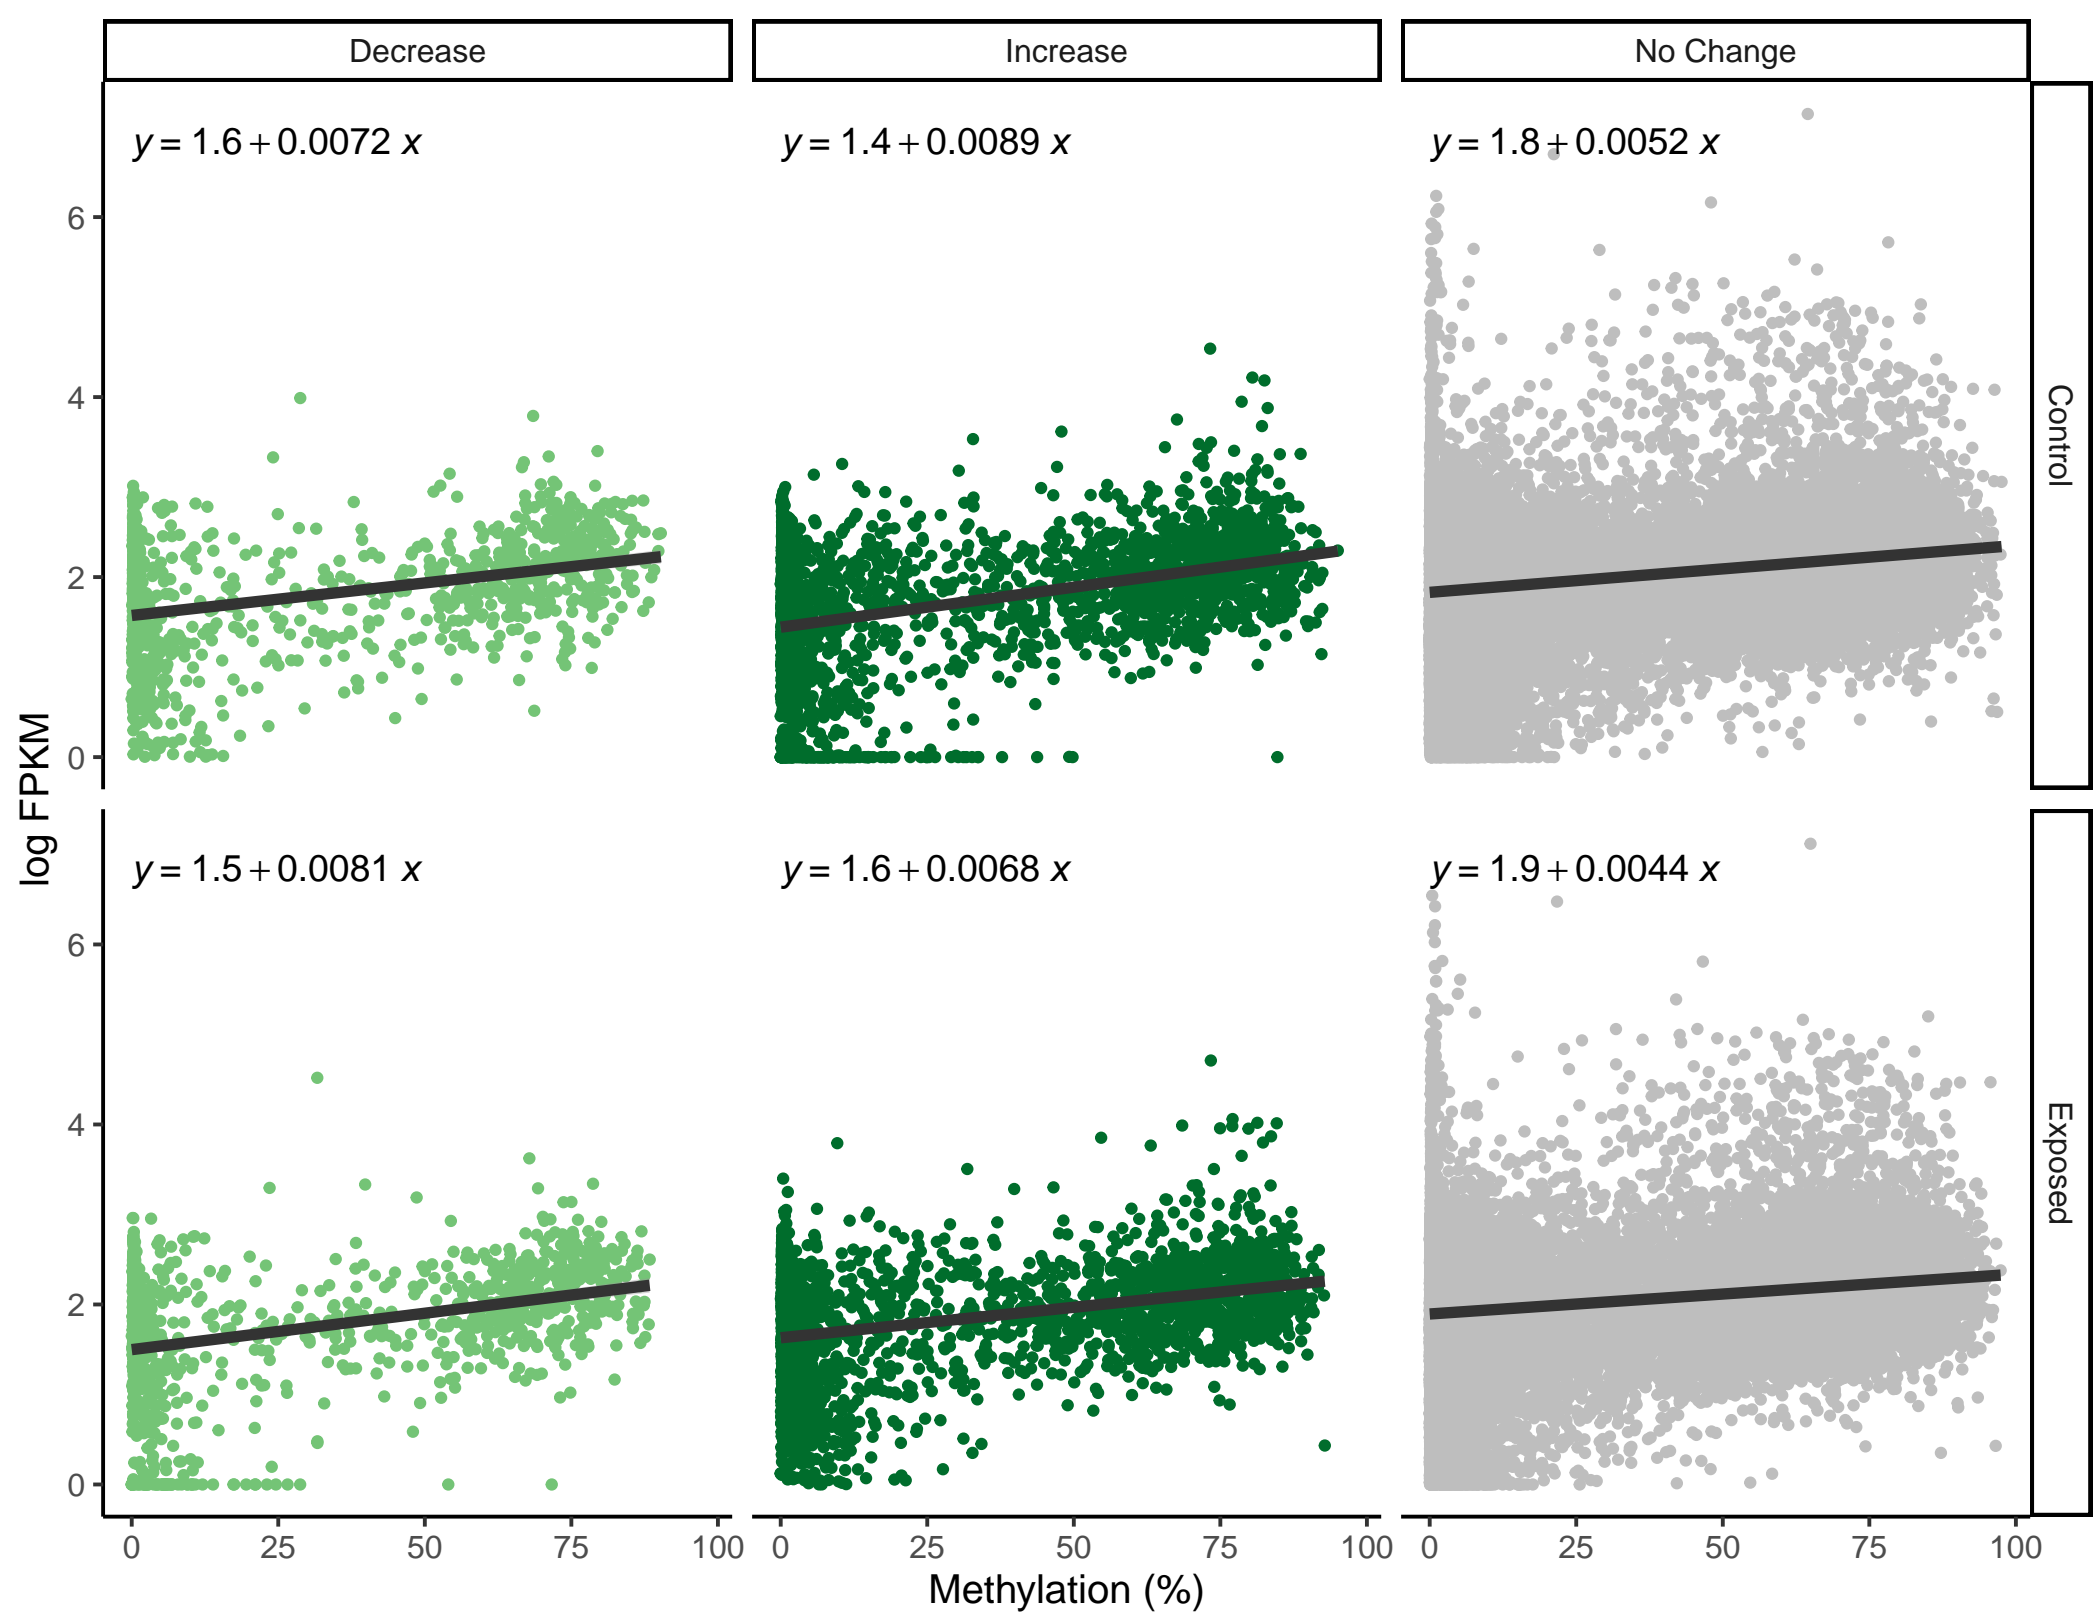 Decrease
Increase
No Change
y = 1.6 + 0.0072 x
y = 1.4 + 0.0089 x
y = 1.8 + 0.0052 x
6
4
2
0
Control
log FPKM
y = 1.5 + 0.0081 x
y = 1.6 + 0.0068 x
y = 1.9 + 0.0044 x
6
4
2
0
Exposed
0 25 50 75 100
0 25 50 75 100
0 25 50 75 100
Methylation (%)